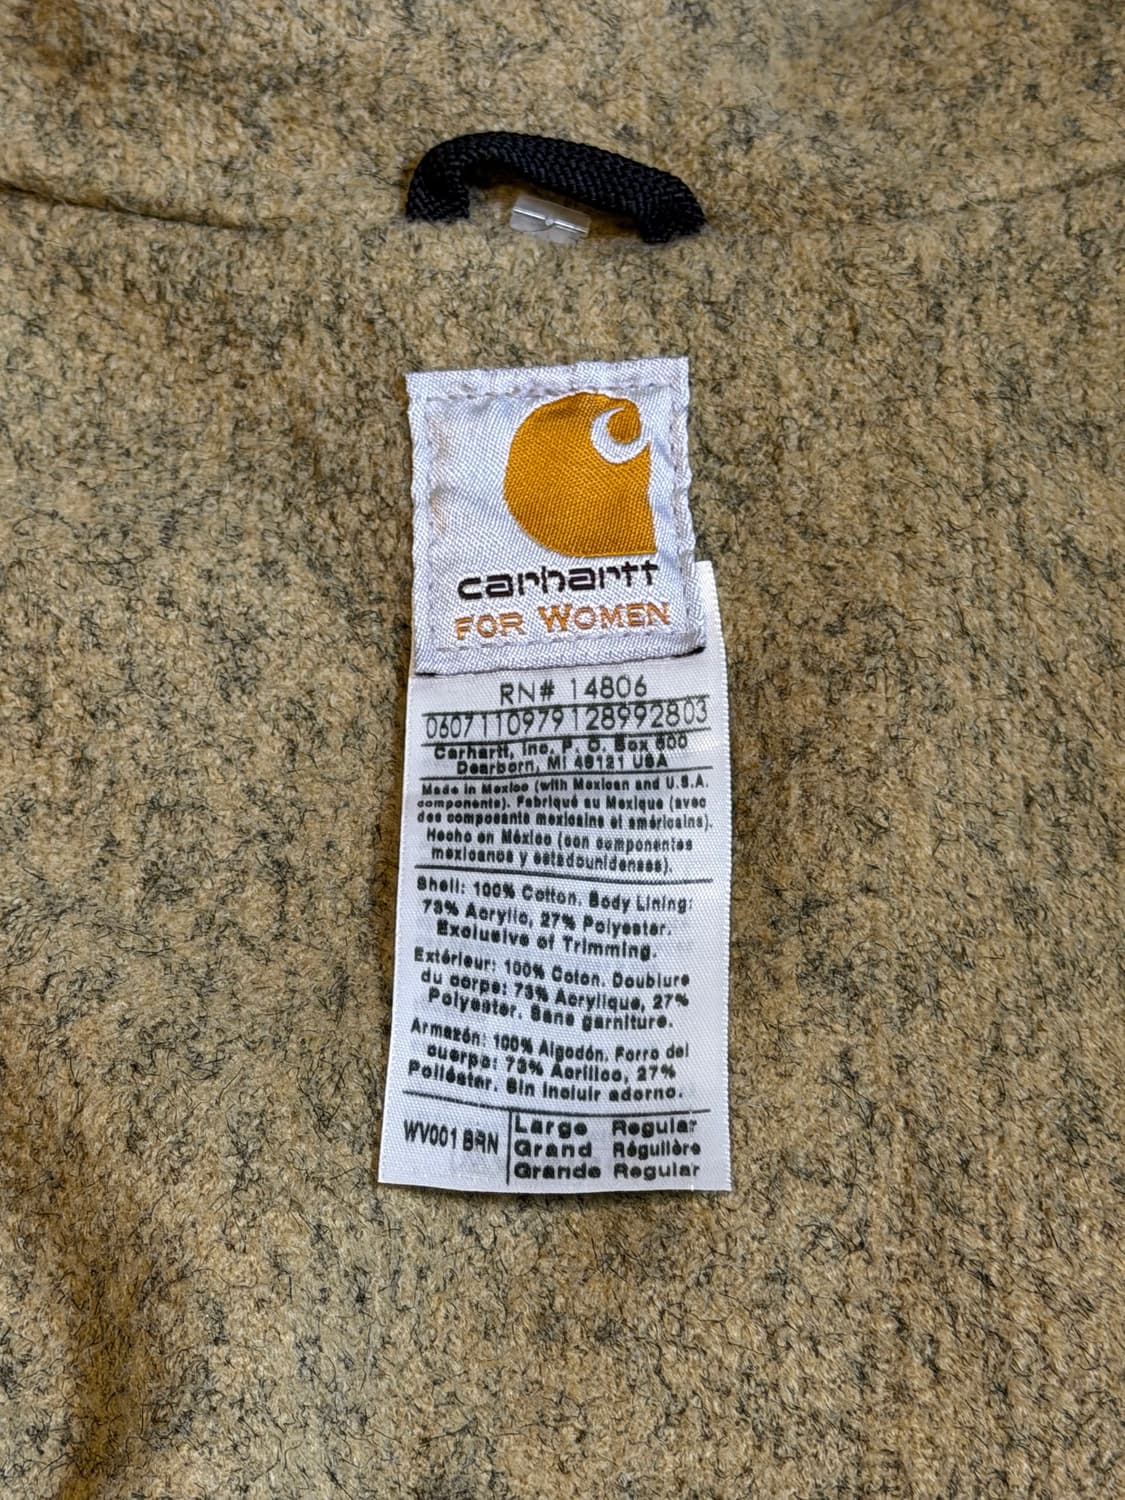 carhartt
FOR WOMEN
RN# 14806
0607110979128992803
Carhartt, Inc. P. O. Box 600
Dearborn, MI 48121 USA
Made in Mexico (with Mexican and U.S.A.
components). Fabriqué au Mexique (avec
des composants mexicains et américains).
Hecho en México (con componentes
mexicanos y estadounidenses).
Shell: 100% Cotton. Body Lining:
73% Acrylic, 27% Polyester.
Exclusive of Trimming.
Extérieur: 100% Coton. Doublure
du corps: 73% Acrylique, 27%
Polyester. Sans garniture.
Armazón: 100% Algodón. Forro del
cuerpo: 73% Acrílico, 27%
Poliéster. Sin incluir adorno.
WV001 BRN
Large Regular
Grand Régulière
Grande Regular